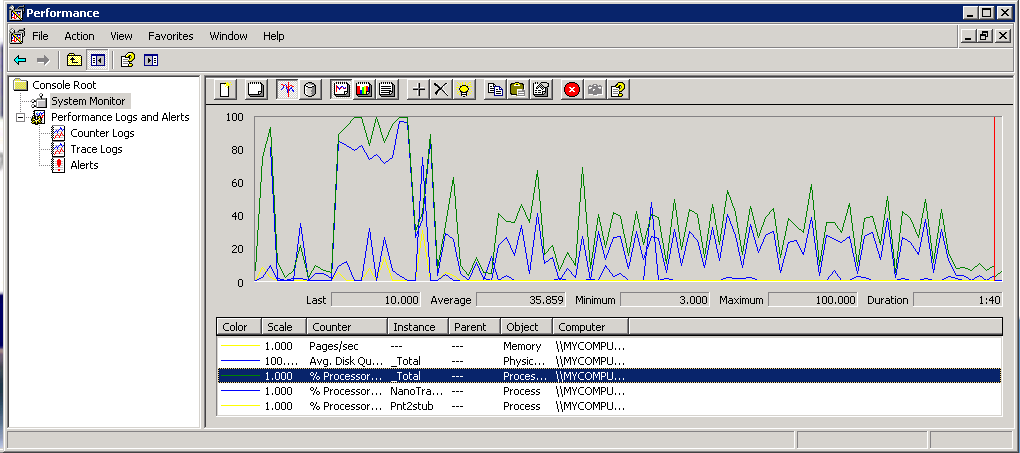 Performance
File Action View Favorites Window Help
Console Root
System Monitor
Performance Logs and Alerts
Counter Logs
Trace Logs
Alerts
100
80
60
40
20
0
Last 10.000 Average 35.859 Minimum 3.000 Maximum 100.000 Duration 1:40
Color Scale Counter Instance Parent Object Computer
1.000 Pages/sec --- --- Memory \\MYCOMPU...
100.... Avg. Disk Qu... _Total --- Physic... \\MYCOMPU...
1.000 % Processor... _Total --- Proces... \\MYCOMPU...
1.000 % Processor... NanoTra... --- Process \\MYCOMPU...
1.000 % Processor... Pnt2stub --- Process \\MYCOMPU...